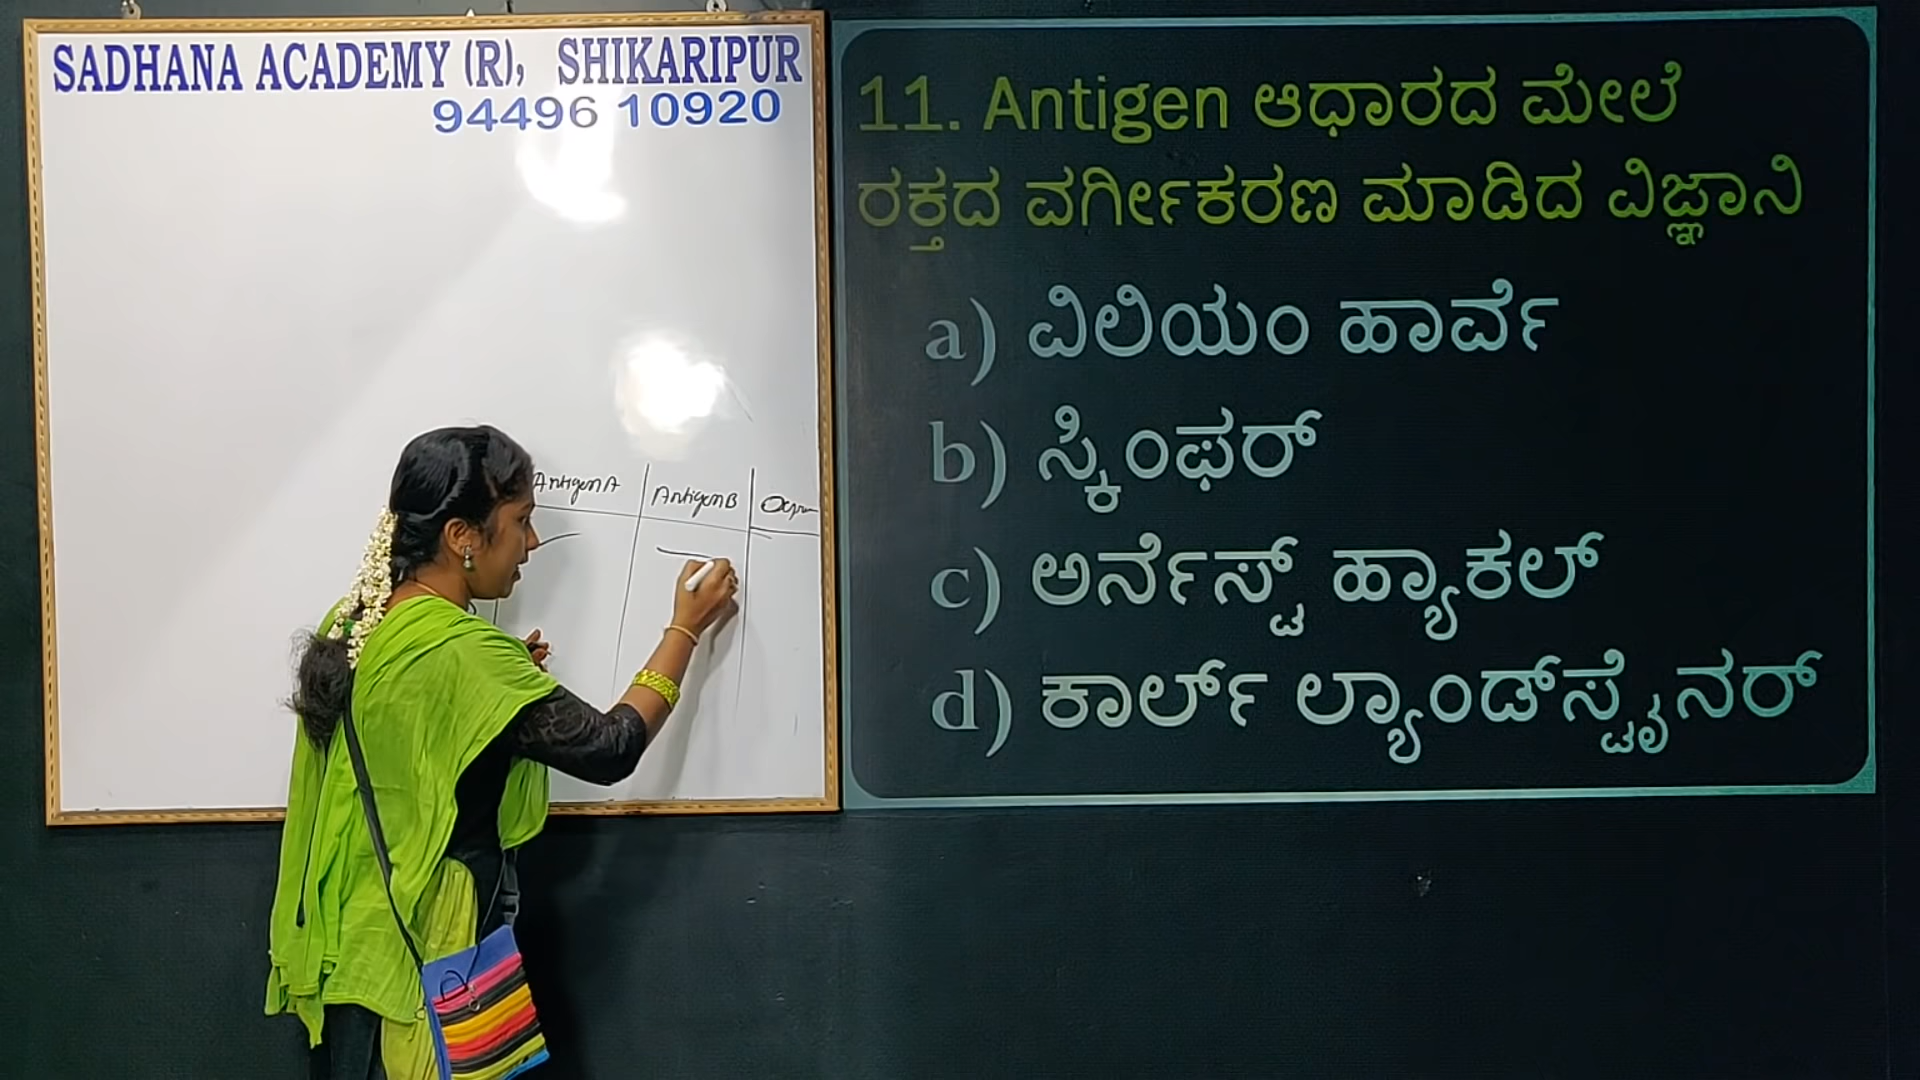 SADHANA ACADEMY (R), SHIKARIPUR
94496 10920
Antigen A
Antigen B
11. Antigen ಆಧಾರದ ಮೇಲೆ
ರಕ್ತದ ವರ್ಗೀಕರಣ ಮಾಡಿದ ವಿಜ್ಞಾನಿ
a) ವಿಲಿಯಂ ಹಾರ್ವೆ
b) ಸ್ಕಿಂಫರ್
c) ಅರ್ನೆಸ್ಟ್ ಹ್ಯಾಕಲ್
d) ಕಾರ್ಲ್ ಲ್ಯಾಂಡ್‌ಸ್ಟೈನರ್